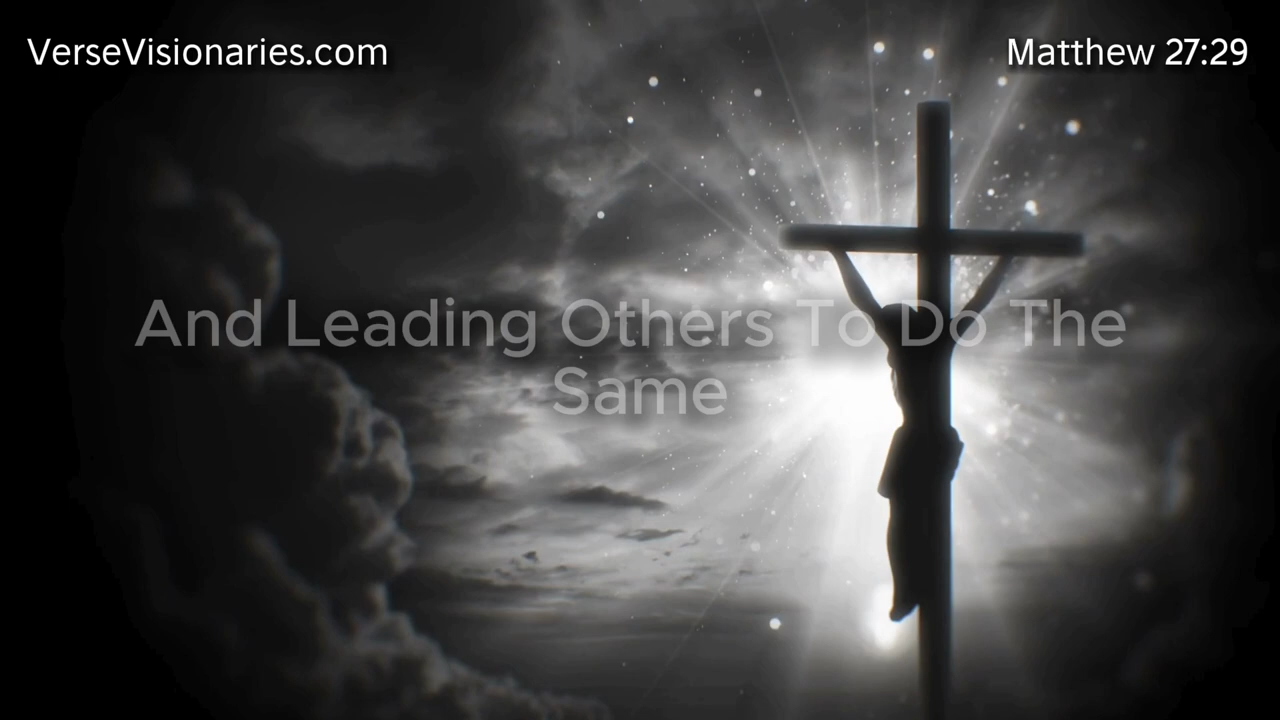 VerseVisionaries.com
Matthew 27:29
And Leading Others To Do The
Same